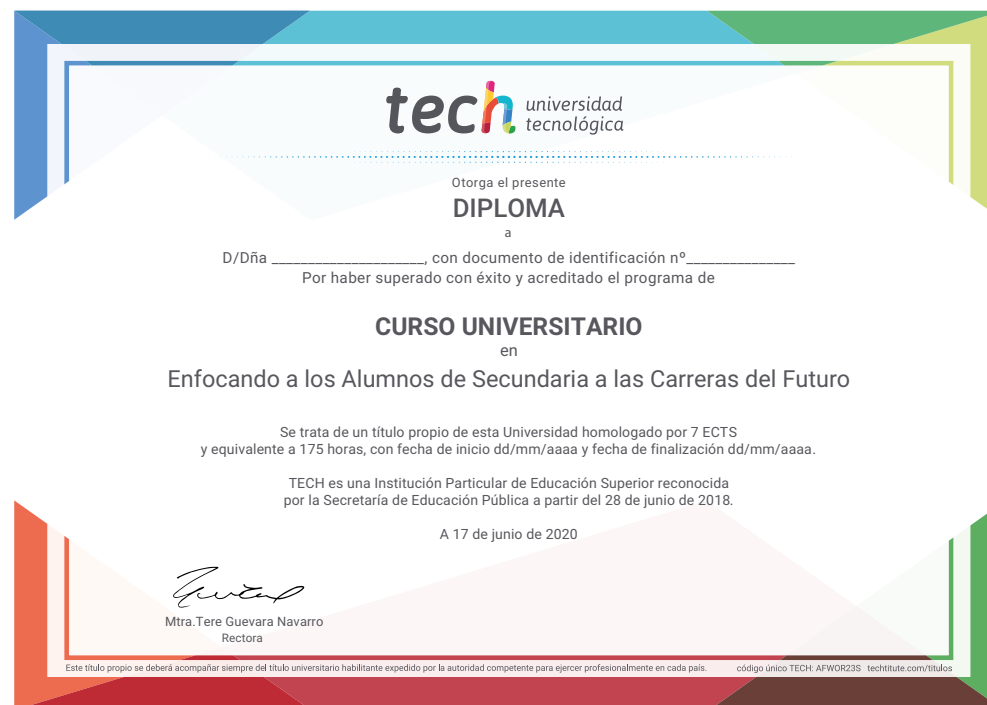 tech universidad
tecnológica
Otorga el presente
DIPLOMA
a
D/Dña _____________________, con documento de identificación nº_______________
Por haber superado con éxito y acreditado el programa de
CURSO UNIVERSITARIO
en
Enfocando a los Alumnos de Secundaria a las Carreras del Futuro
Se trata de un título propio de esta Universidad homologado por 7 ECTS
y equivalente a 175 horas, con fecha de inicio dd/mm/aaaa y fecha de finalización dd/mm/aaaa.
TECH es una Institución Particular de Educación Superior reconocida
por la Secretaría de Educación Pública a partir del 28 de junio de 2018.
A 17 de junio de 2020
Mtra.Tere Guevara Navarro
Rectora
Este título propio se deberá acompañar siempre del título universitario habilitante expedido por la autoridad competente para ejercer profesionalmente en cada país. código único TECH: AFWOR23S techtitute.com/titulos